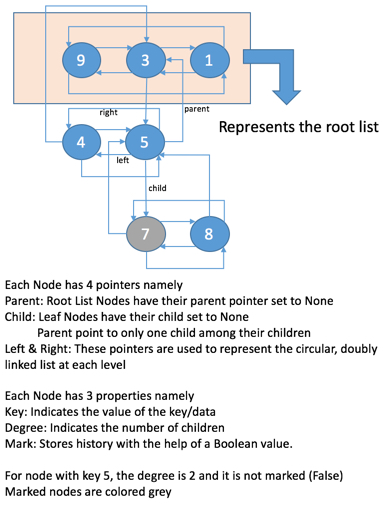 9 3 1
right parent
Represents the root list
4 5
left
child
7 8
Each Node has 4 pointers namely
Parent: Root List Nodes have their parent pointer set to None
Child: Leaf Nodes have their child set to None
Parent point to only one child among their children
Left & Right: These pointers are used to represent the circular, doubly
linked list at each level
Each Node has 3 properties namely
Key: Indicates the value of the key/data
Degree: Indicates the number of children
Mark: Stores history with the help of a Boolean value.
For node with key 5, the degree is 2 and it is not marked (False)
Marked nodes are colored grey